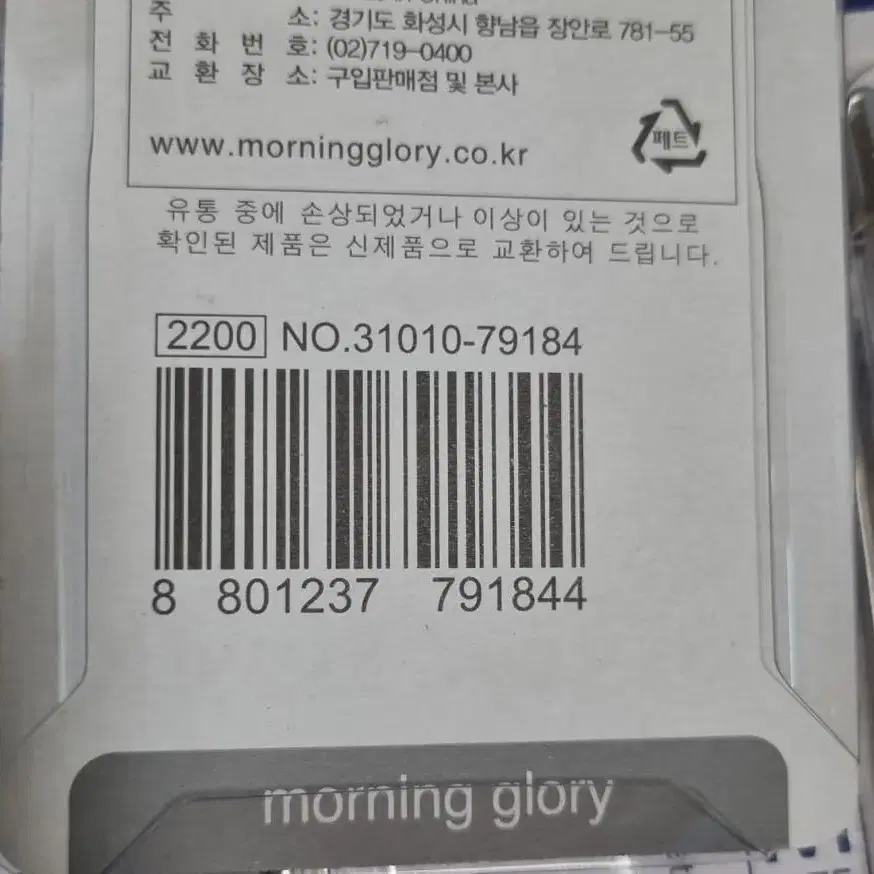 주 소: 경기도 화성시 향남읍 장안로 781-55
전 화 번 호: (02)719-0400
교 환 장 소: 구입판매점 및 본사
www.morningglory.co.kr
페트
유통 중에 손상되었거나 이상이 있는 것으로
확인된 제품은 신제품으로 교환하여 드립니다.
2200 NO.31010-79184
8 801237 791844
morning glory